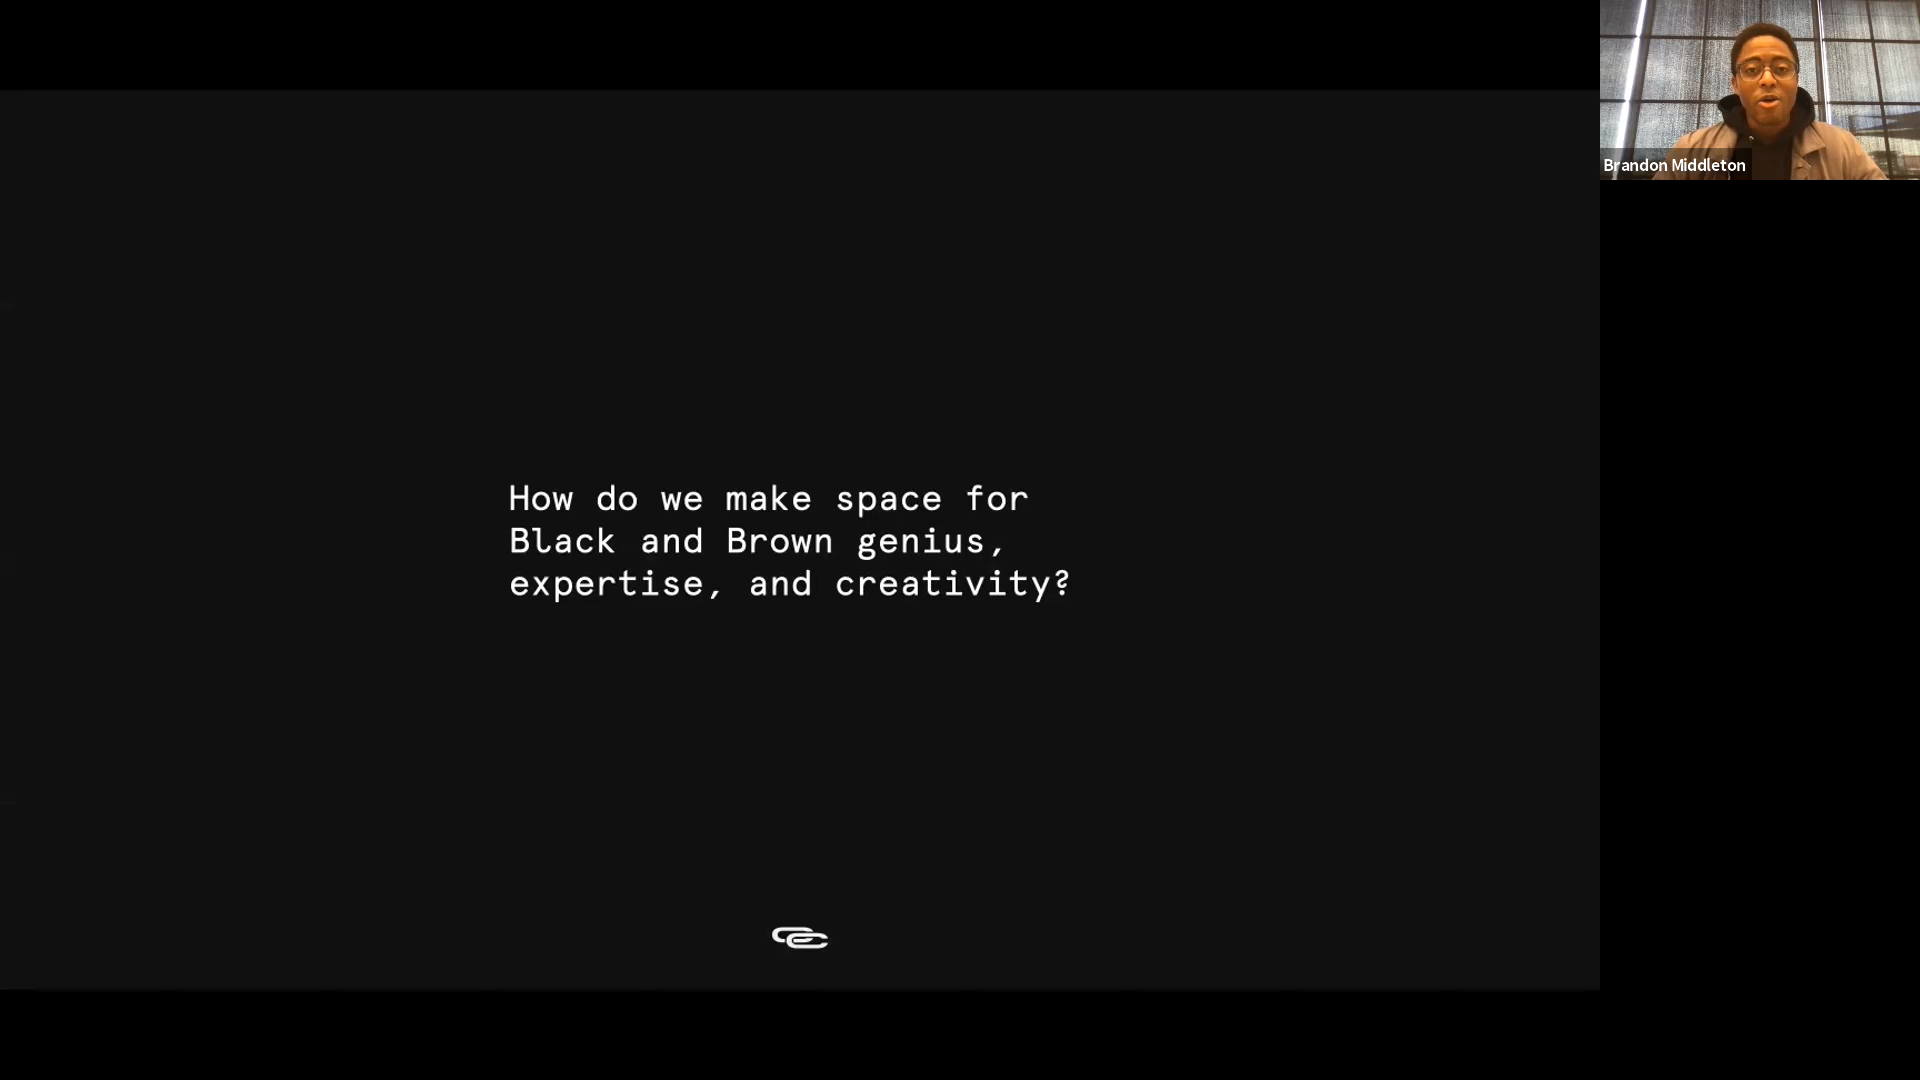 How do we make space for
Black and Brown genius,
expertise, and creativity?
Brandon Middleton